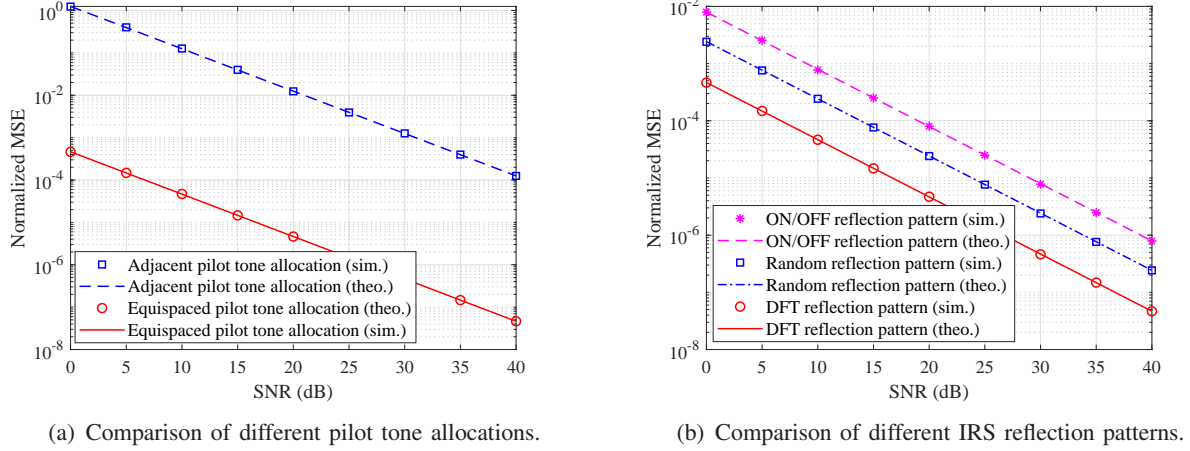 10^0
10^-2
10^-4
10^-6
10^-8
Normalized MSE
0 5 10 15 20 25 30 35 40
SNR (dB)
Adjacent pilot tone allocation (sim.)
Adjacent pilot tone allocation (theo.)
Equispaced pilot tone allocation (theo.)
Equispaced pilot tone allocation (sim.)
(a) Comparison of different pilot tone allocations.
10^-2
10^-4
10^-6
10^-8
Normalized MSE
0 5 10 15 20 25 30 35 40
SNR (dB)
ON/OFF reflection pattern (sim.)
ON/OFF reflection pattern (theo.)
Random reflection pattern (sim.)
Random reflection pattern (theo.)
DFT reflection pattern (sim.)
DFT reflection pattern (theo.)
(b) Comparison of different IRS reflection patterns.